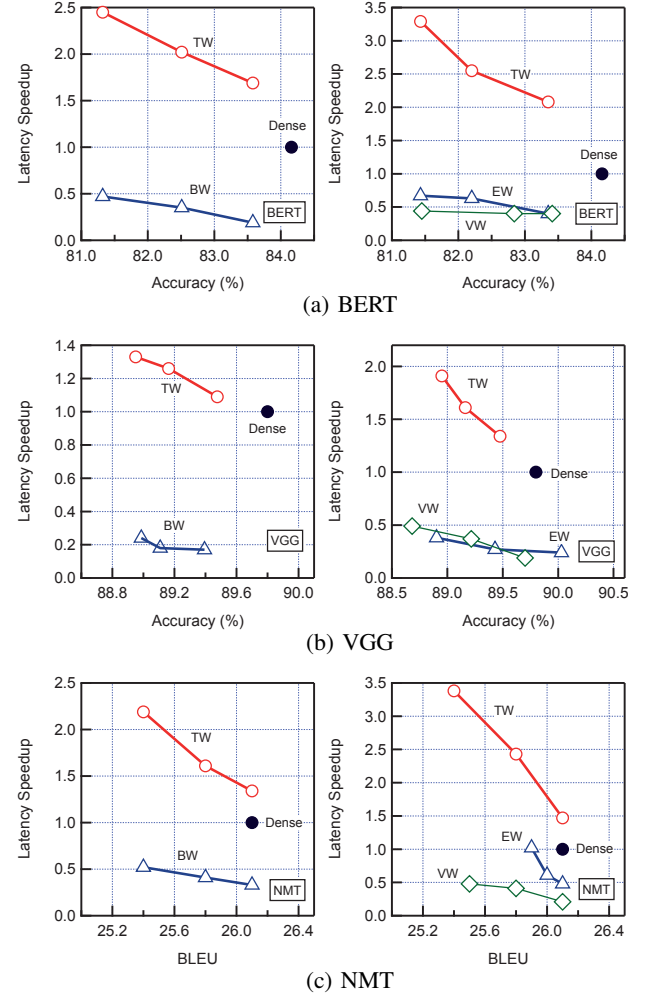 2.5
2.0
1.5
1.0
0.5
0.0
Latency Speedup
TW
Dense
BW
BERT
81.0 82.0 83.0 84.0
Accuracy (%)
3.5
3.0
2.5
2.0
1.5
1.0
0.5
0.0
Latency Speedup
TW
Dense
EW
VW
BERT
81.0 82.0 83.0 84.0
Accuracy (%)
(a) BERT
1.4
1.2
1.0
0.8
0.6
0.4
0.2
0.0
Latency Speedup
TW
Dense
BW
VGG
88.8 89.2 89.6 90.0
Accuracy (%)
2.0
1.5
1.0
0.5
0.0
Latency Speedup
TW
Dense
VW
EW
VGG
88.5 89.0 89.5 90.0 90.5
Accuracy (%)
(b) VGG
2.5
2.0
1.5
1.0
0.5
0.0
Latency Speedup
TW
Dense
BW
NMT
25.2 25.6 26.0 26.4
BLEU
3.5
3.0
2.5
2.0
1.5
1.0
0.5
0.0
Latency Speedup
TW
EW
Dense
VW
NMT
25.2 25.6 26.0 26.4
BLEU
(c) NMT